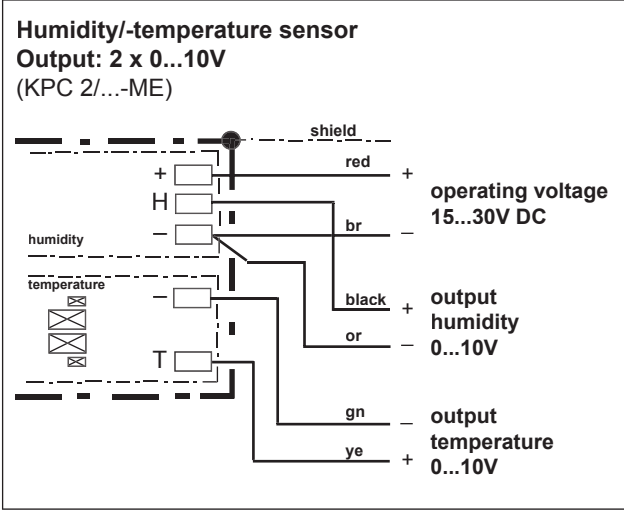 Humidity/-temperature sensor
Output: 2 x 0...10V
(KPC 2/...-ME)
shield
+ red +
operating voltage
15...30V DC
H
– br –
humidity
temperature
– black +
output
humidity
0...10V
or –
T
gn –
output
temperature
0...10V
ye +